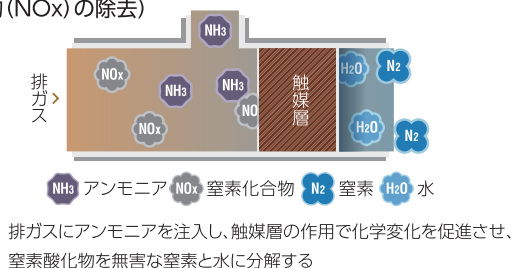 (NOx)の除去)
NH3
NOx
NH3
NH3
NO
NOx
排ガス
触媒層
H2O
N2
H2O
N2
NH3 アンモニア NOx 窒素化合物 N2 窒素 H2O 水
排ガスにアンモニアを注入し、触媒層の作用で化学変化を促進させ、
窒素酸化物を無害な窒素と水に分解する